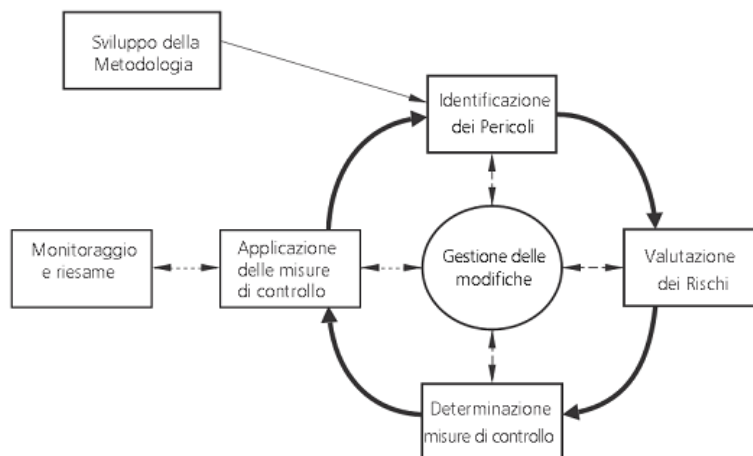 Sviluppo della
Metodologia
Identificazione
dei Pericoli
Monitoraggio
e riesame
Applicazione
delle misure
di controllo
Gestione delle
modifiche
Valutazione
dei Rischi
Determinazione
misure di controllo